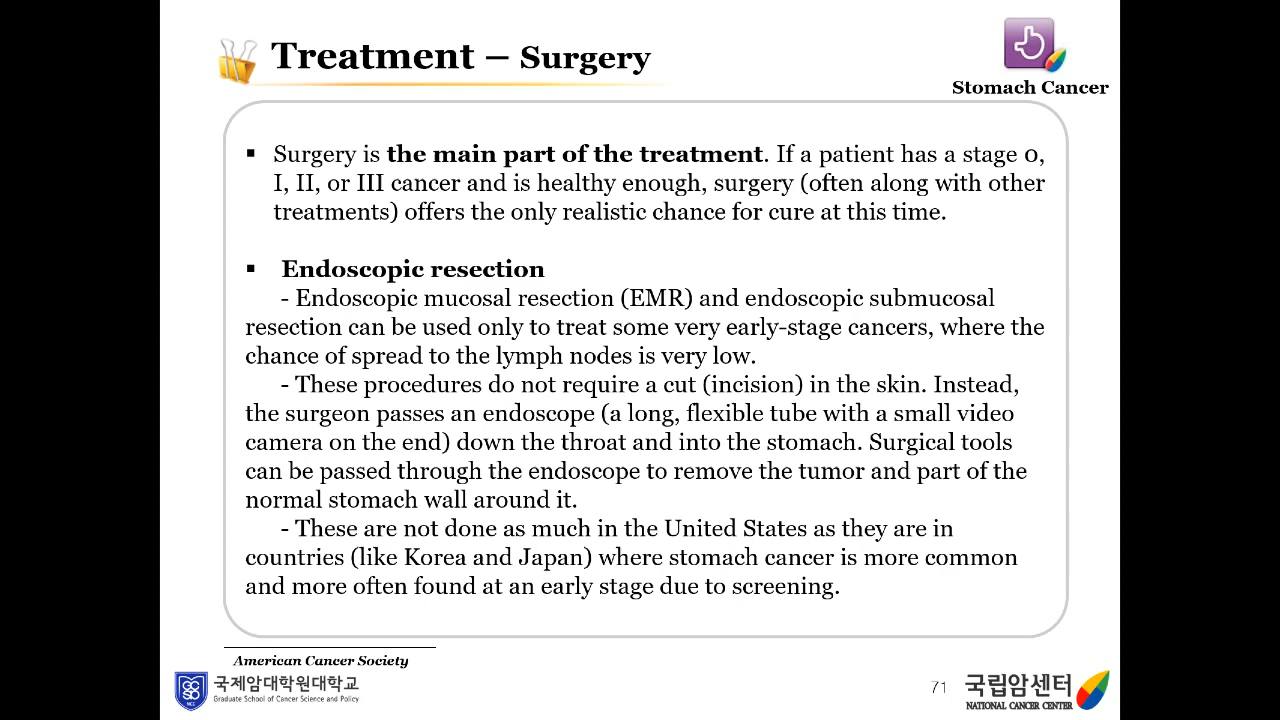 Treatment – Surgery
Stomach Cancer
▪ Surgery is the main part of the treatment. If a patient has a stage 0,
I, II, or III cancer and is healthy enough, surgery (often along with other
treatments) offers the only realistic chance for cure at this time.
▪ Endoscopic resection
- Endoscopic mucosal resection (EMR) and endoscopic submucosal
resection can be used only to treat some very early-stage cancers, where the
chance of spread to the lymph nodes is very low.
- These procedures do not require a cut (incision) in the skin. Instead,
the surgeon passes an endoscope (a long, flexible tube with a small video
camera on the end) down the throat and into the stomach. Surgical tools
can be passed through the endoscope to remove the tumor and part of the
normal stomach wall around it.
- These are not done as much in the United States as they are in
countries (like Korea and Japan) where stomach cancer is more common
and more often found at an early stage due to screening.
American Cancer Society
국제암대학원대학교
Graduate School of Cancer Science and Policy
NCC
71
국립암센터
NATIONAL CANCER CENTER